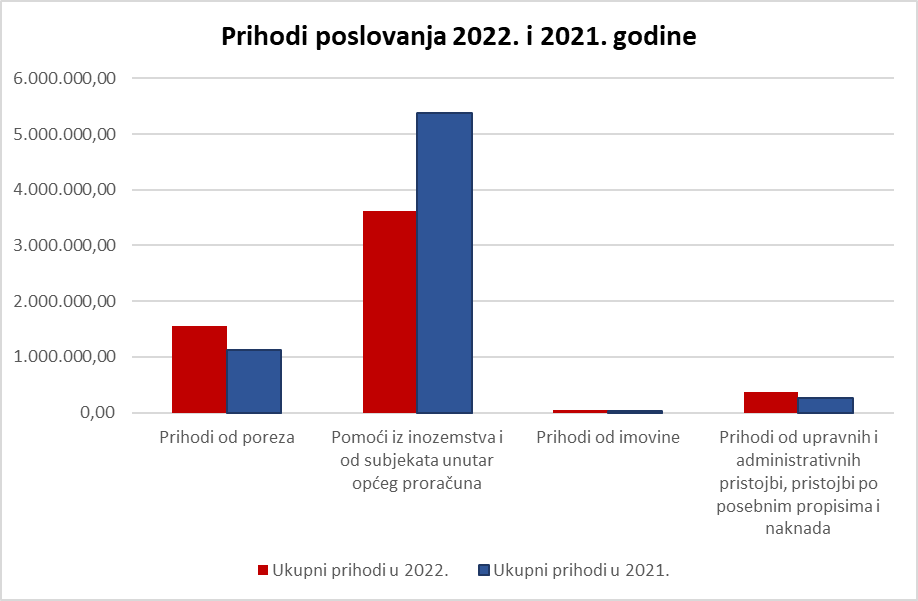 Prihodi poslovanja 2022. i 2021. godine
6.000.000,00
5.000.000,00
4.000.000,00
3.000.000,00
2.000.000,00
1.000.000,00
0,00
Prihodi od poreza
Pomoći iz inozemstva i
od subjekata unutar
općeg proračuna
Prihodi od imovine
Prihodi od upravnih i
administrativnih
pristojbi, pristojbi po
posebnim propisima i
naknada
Ukupni prihodi u 2022.
Ukupni prihodi u 2021.